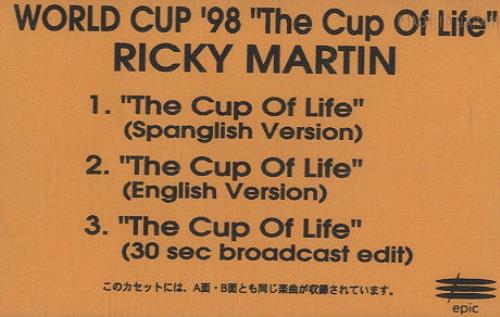 WORLD CUP '98 "The Cup Of Life"
RICKY MARTIN
1. "The Cup Of Life"
(Spanglish Version)
2. "The Cup Of Life"
(English Version)
3. "The Cup Of Life"
(30 sec broadcast edit)
このカセットには、A面・B面とも同じ楽曲が収録されています。
epic